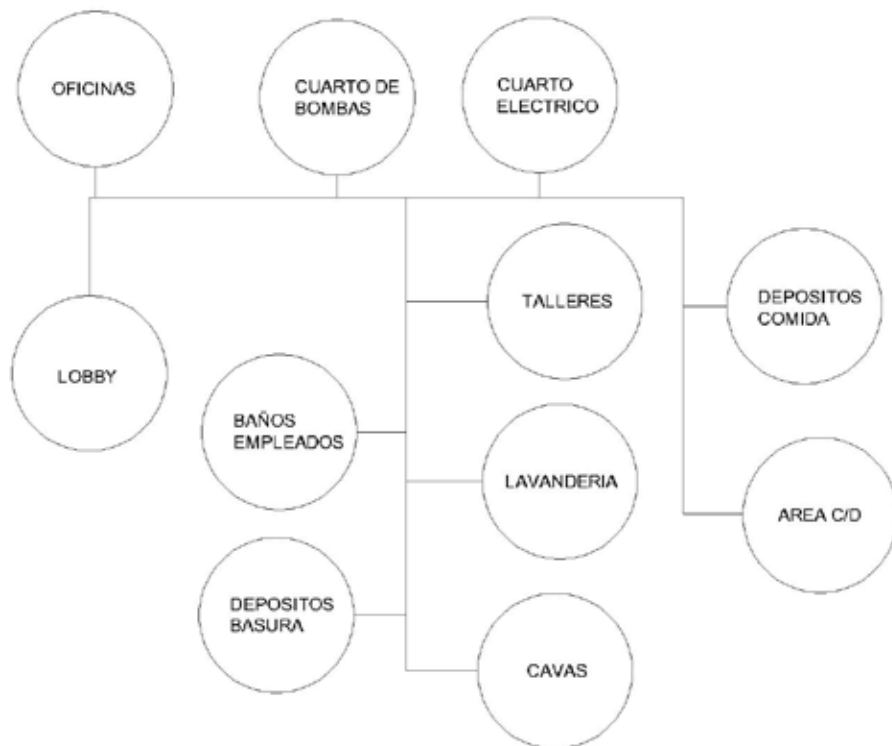 OFICINAS
CUARTO DE
BOMBAS
CUARTO
ELECTRICO
TALLERES
DEPOSITOS
COMIDA
LOBBY
BAÑOS
EMPLEADOS
LAVANDERIA
AREA C/D
DEPOSITOS
BASURA
CAVAS